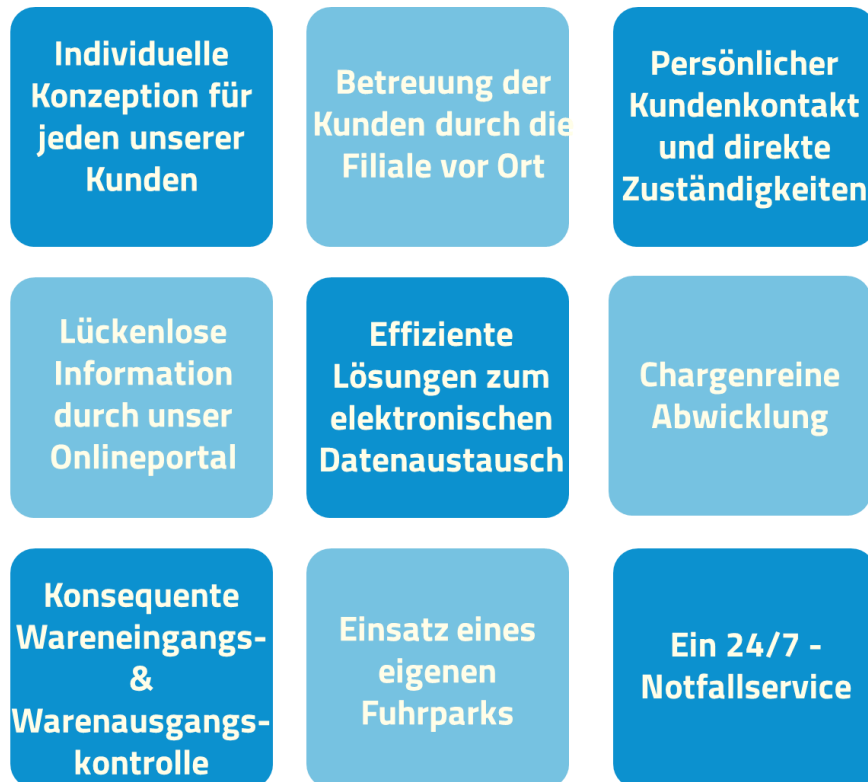 Individuelle
Konzeption für
jeden unserer
Kunden
Betreuung der
Kunden durch die
Filiale vor Ort
Persönlicher
Kundenkontakt
und direkte
Zuständigkeiten
Lückenlose
Information
durch unser
Onlineportal
Effiziente
Lösungen zum
elektronischen
Datenaustausch
Chargenreine
Abwicklung
Konsequente
Wareneingangs-
&
Warenausgangs-
kontrolle
Einsatz eines
eigenen
Fuhrparks
Ein 24/7 -
Notfallservice